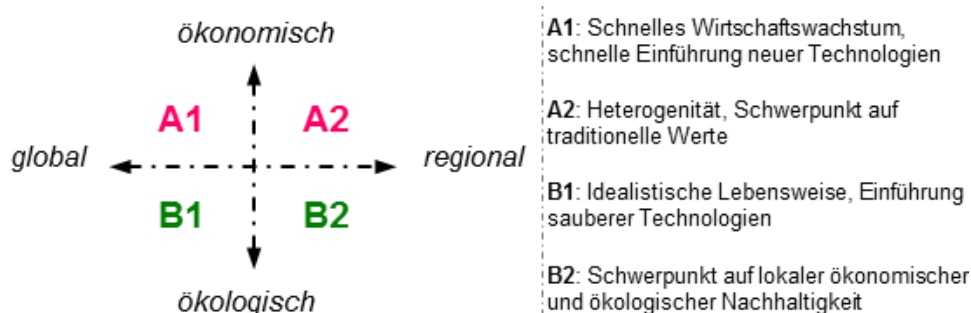 ökonomisch
A1 A2
global regional
B1 B2
ökologisch
A1: Schnelles Wirtschaftswachstum,
schnelle Einführung neuer Technologien
A2: Heterogenität, Schwerpunkt auf
traditionelle Werte
B1: Idealistische Lebensweise, Einführung
sauberer Technologien
B2: Schwerpunkt auf lokaler ökonomischer
und ökologischer Nachhaltigkeit